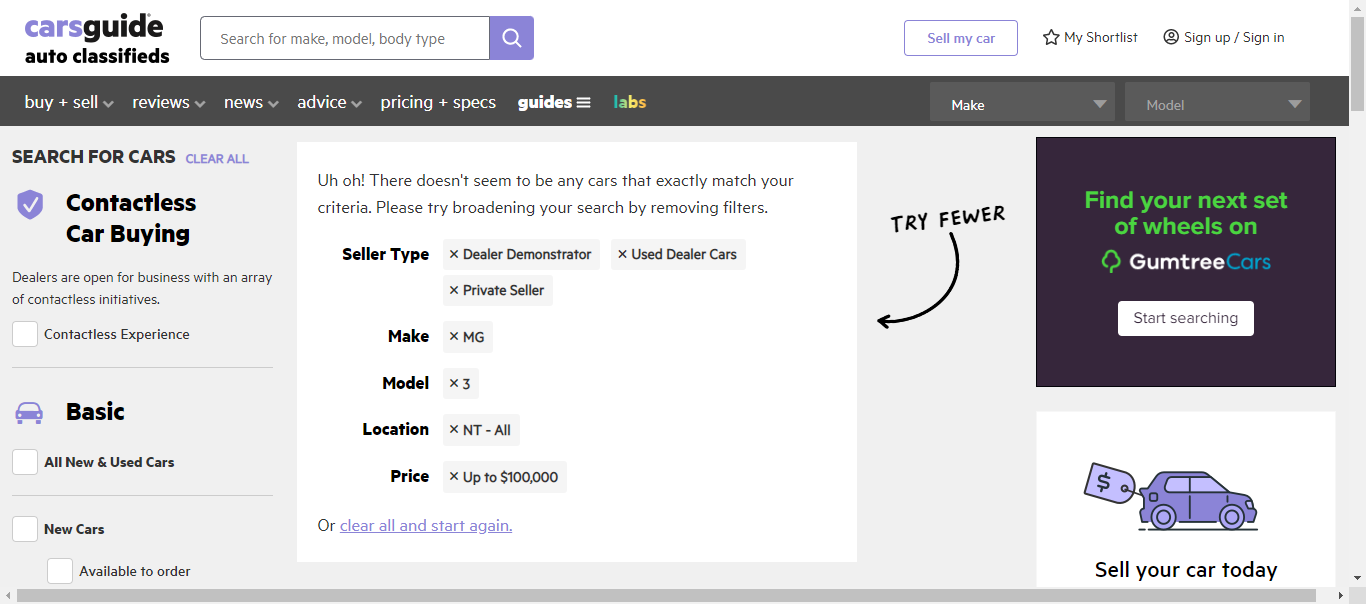 carsguide
auto classifieds
Search for make, model, body type
Sell my car
My Shortlist
Sign up / Sign in
buy + sell
reviews
news
advice
pricing + specs
guides
labs
Make
Model
SEARCH FOR CARS CLEAR ALL
Contactless
Car Buying
Dealers are open for business with an array
of contactless initiatives.
Contactless Experience
Basic
All New & Used Cars
New Cars
Available to order
Uh oh! There doesn't seem to be any cars that exactly match your
criteria. Please try broadening your search by removing filters.
Seller Type × Dealer Demonstrator × Used Dealer Cars
× Private Seller
Make × MG
Model × 3
Location × NT - All
Price × Up to $100,000
Or clear all and start again.
TRY FEWER
Find your next set
of wheels on
GumtreeCars
Start searching
$
Sell your car today